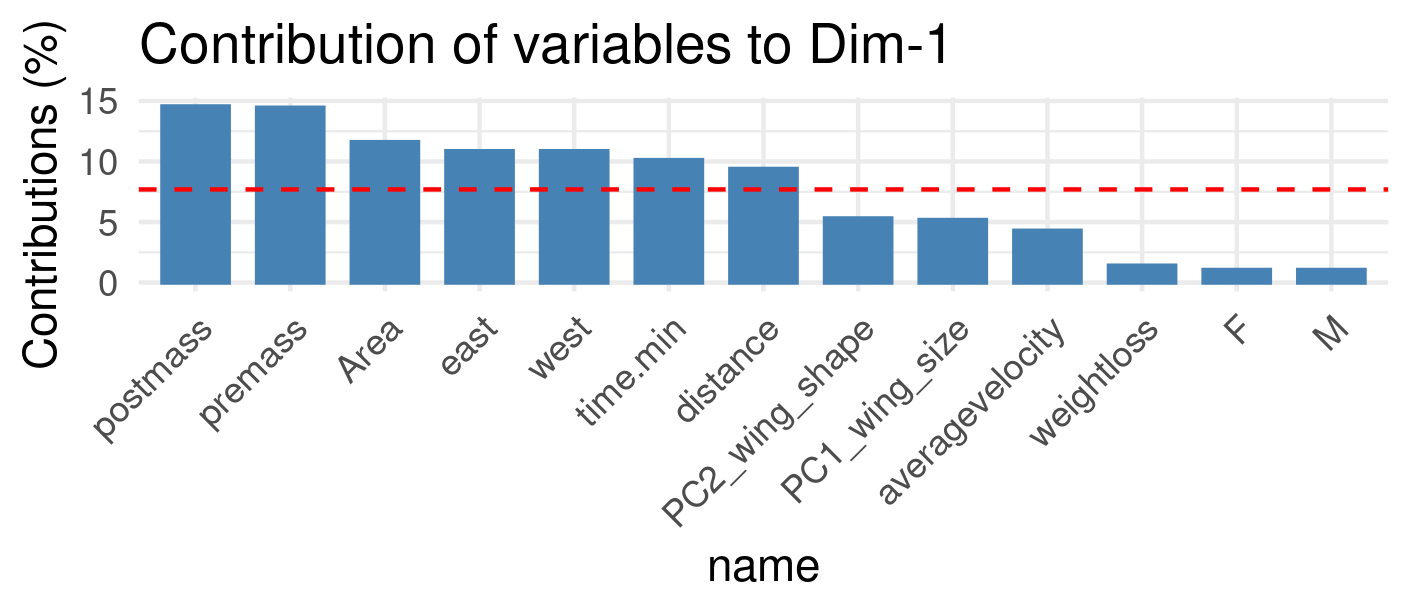 Contribution of variables to Dim-1
Contributions (%)
15
10
5
0
postmass
premass
Area
east
west
time.min
distance
PC2_wing_shape
PC1_wing_size
averagevelocity
weightloss
F
M
name